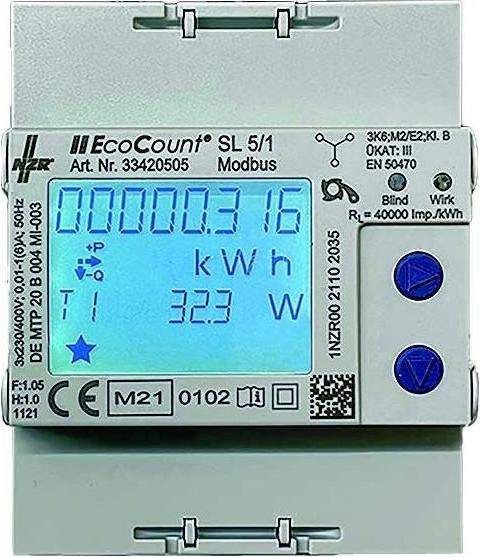 NZR®
EcoCount® SL 5/1
Art. Nr. 33420505 Modbus
3K6;M2/E2;Kl. B
ÜKAT: III
EN 50470
Blind Wirk
RL = 40000 Imp./kWh
00000.316
+P
-Q
kWh
T1 32.3 W
3x230/400V; 0,01-1(6)A; 50Hz
DE MTP 20 B 004 MI-003
1NZR00 2110 2035
F:1.05
H:1.0
1121
CE M21 0102